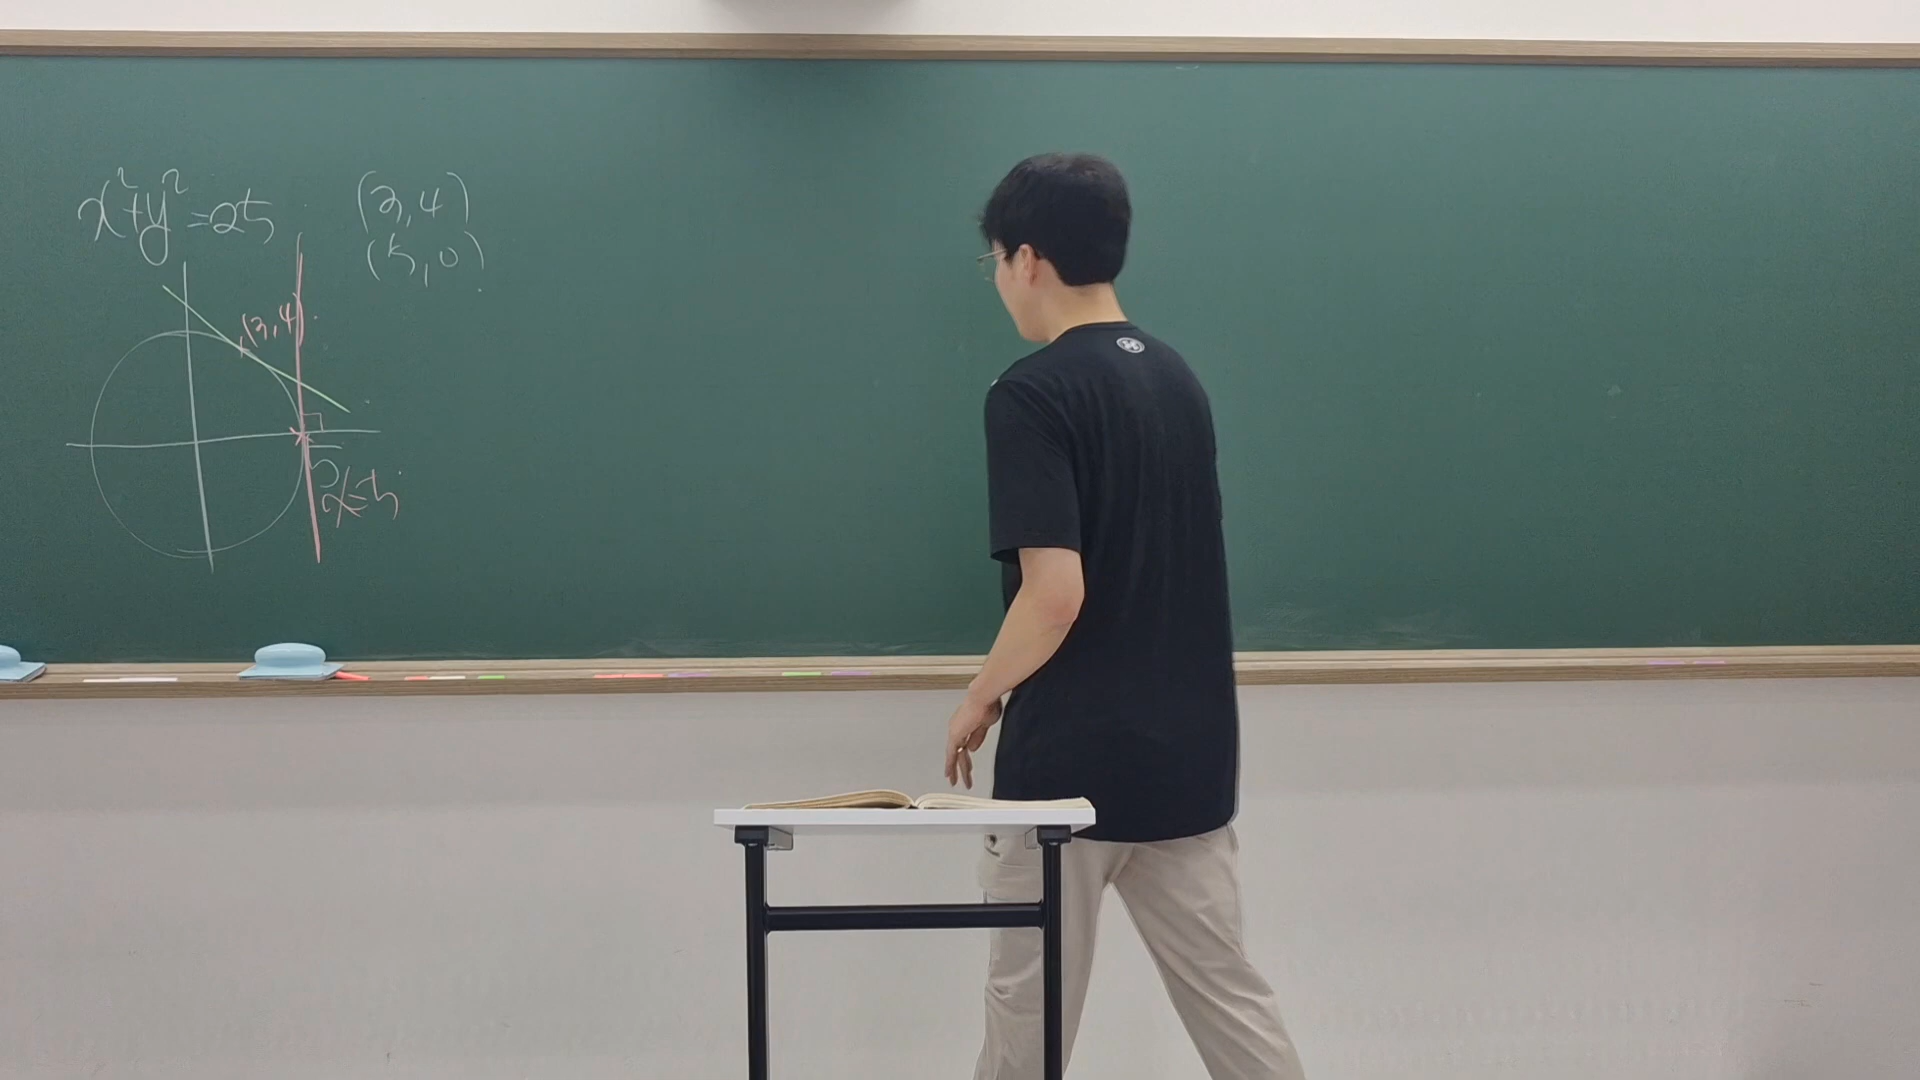 x²+y²=25
(3,4)
(5,0)
(3,4)
5
x=5